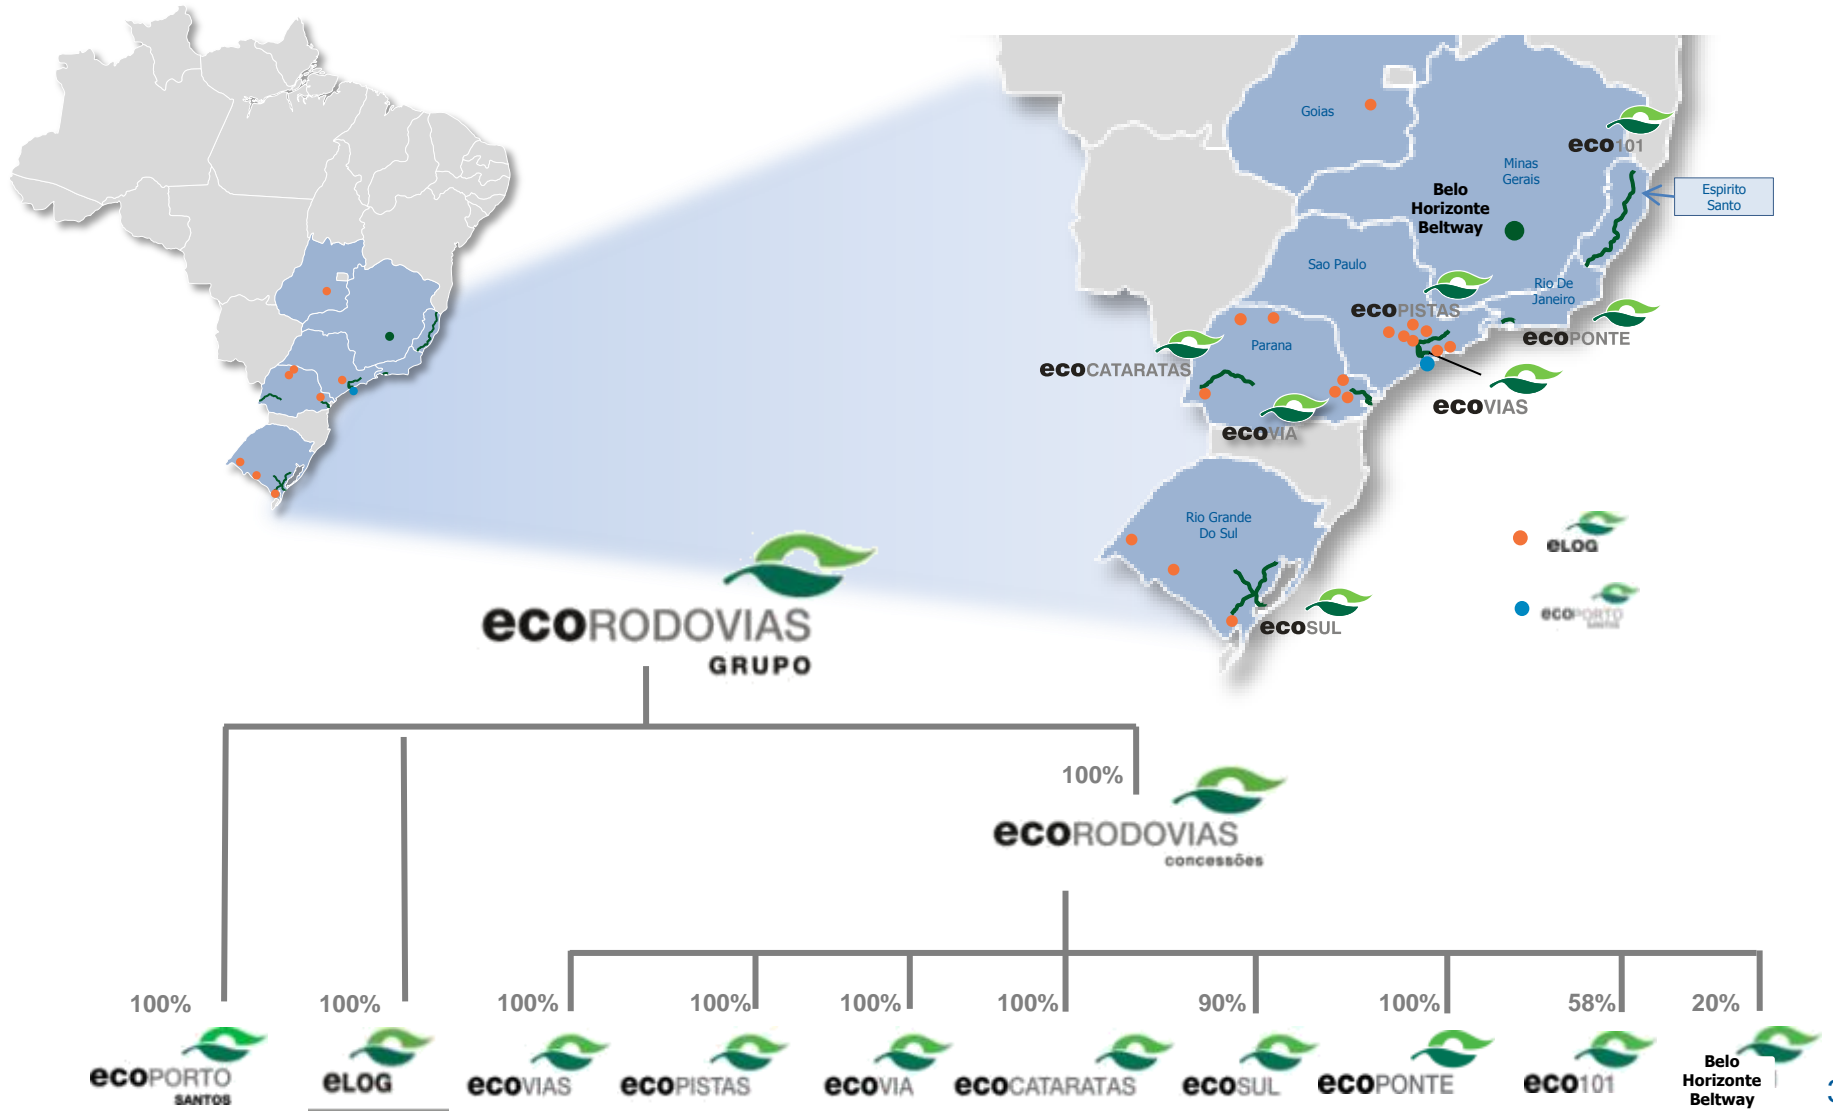 Goias
Minas
Gerais
eco101
Belo
Horizonte
Beltway
Espirito
Santo
Sao Paulo
Rio De
Janeiro
ecoPISTAS
ecoPONTE
Parana
ecoCATARATAS
ecoVIAS
ecoVIA
Rio Grande
Do Sul
ecoSUL
eLOG
ecoPORTO
SANTOS
ecoRODOVIAS
GRUPO
100%
ecoRODOVIAS
concessões
100% 100% 100% 100% 100% 100% 90% 100% 58% 20%
ecoPORTO
SANTOS
eLOG
ecoVIAS
ecoPISTAS
ecoVIA
ecoCATARATAS
ecoSUL
ecoPONTE
eco101
Belo
Horizonte
Beltway